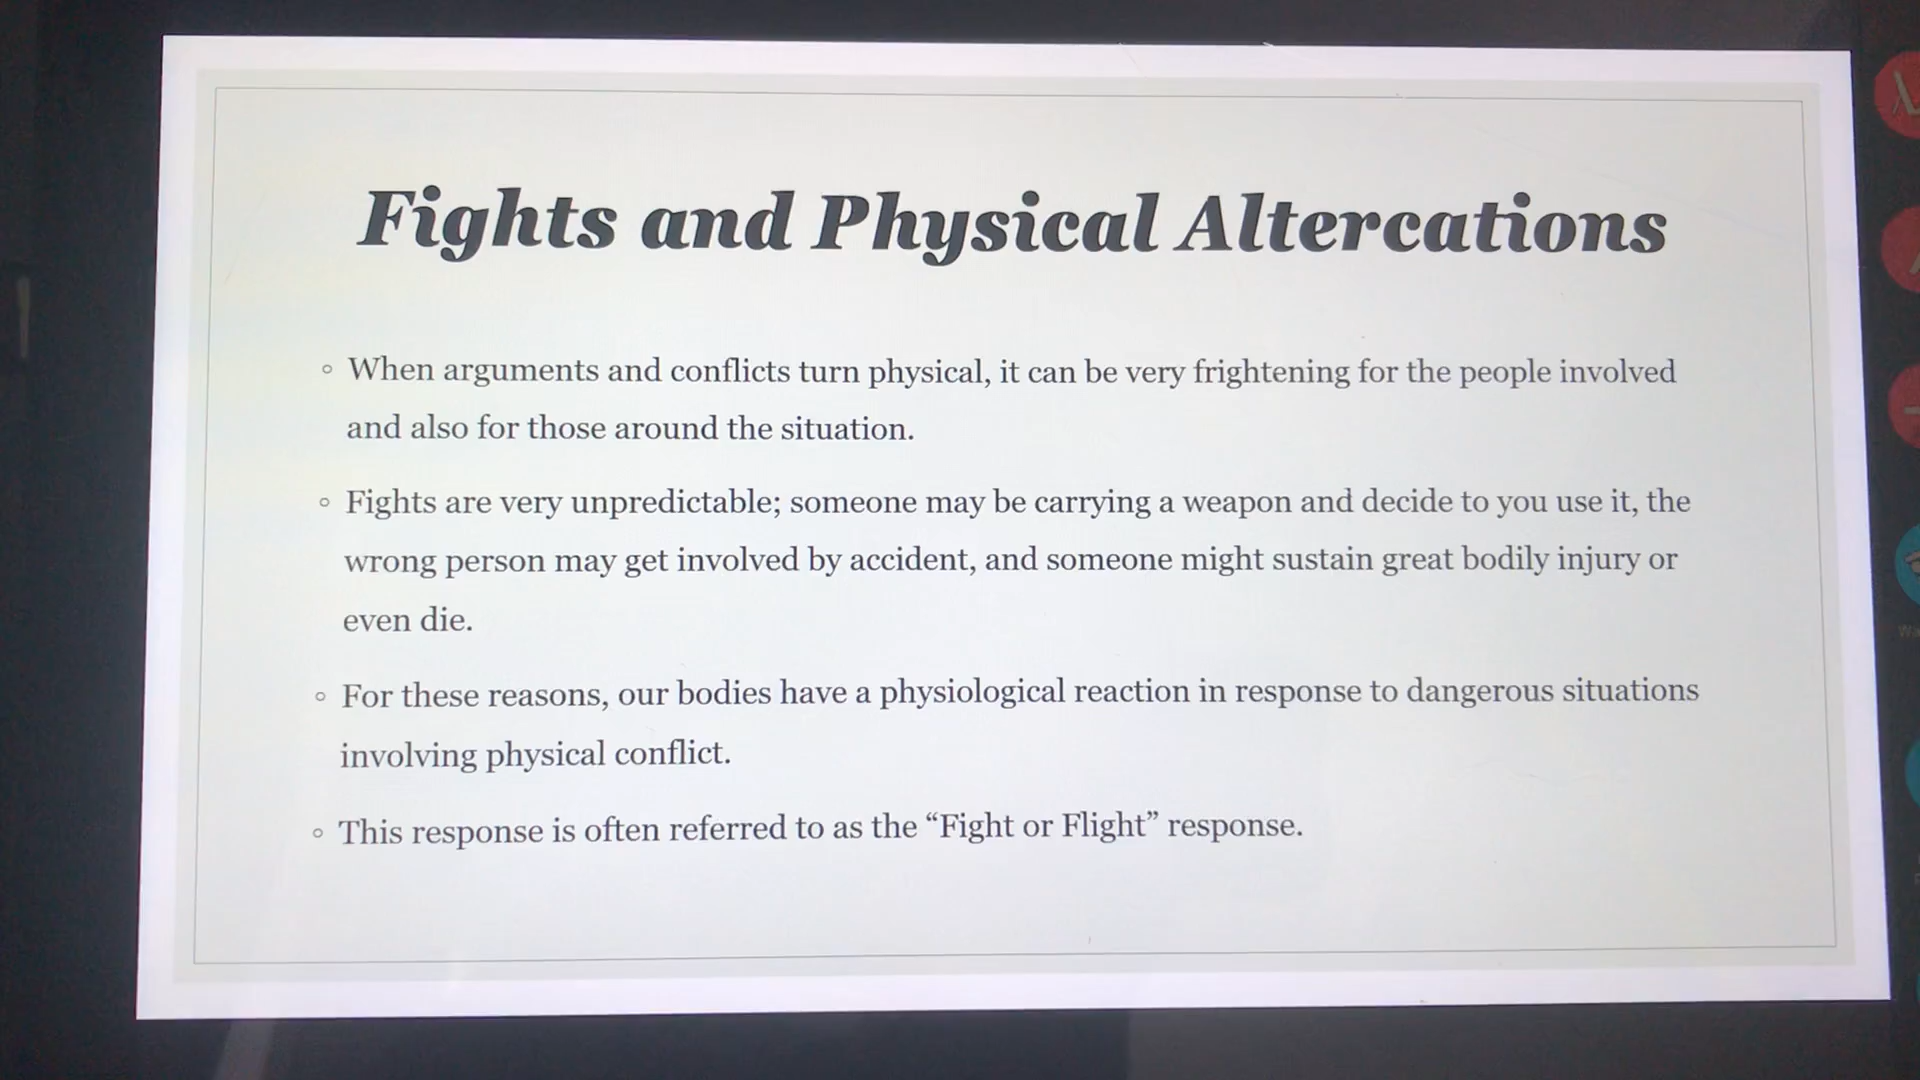 Fights and Physical Altercations
◦ When arguments and conflicts turn physical, it can be very frightening for the people involved
and also for those around the situation.
◦ Fights are very unpredictable; someone may be carrying a weapon and decide to you use it, the
wrong person may get involved by accident, and someone might sustain great bodily injury or
even die.
◦ For these reasons, our bodies have a physiological reaction in response to dangerous situations
involving physical conflict.
◦ This response is often referred to as the “Fight or Flight” response.